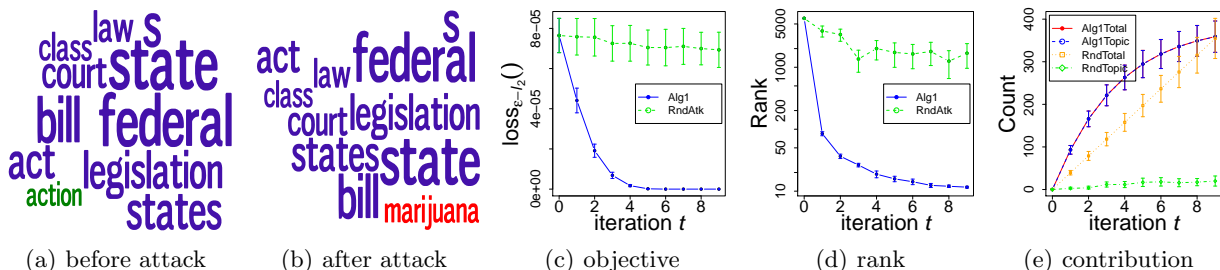 class law s
court state
bill federal
act legislation
action states
(a) before attack
s
act federal
law
class
court legislation
states state
bill marijuana
(b) after attack
loss_{ε−l_2}()
8e−05
4e−05
0e+00
Alg1
RndAtk
0 2 4 6 8
iteration t
(c) objective
Rank
5000
1000
50
10
Alg1
RndAtk
0 2 4 6 8
iteration t
(d) rank
Count
400
300
200
100
0
Alg1Total
Alg1Topic
RndTotal
RndTopic
0 2 4 6 8
iteration t
(e) contribution